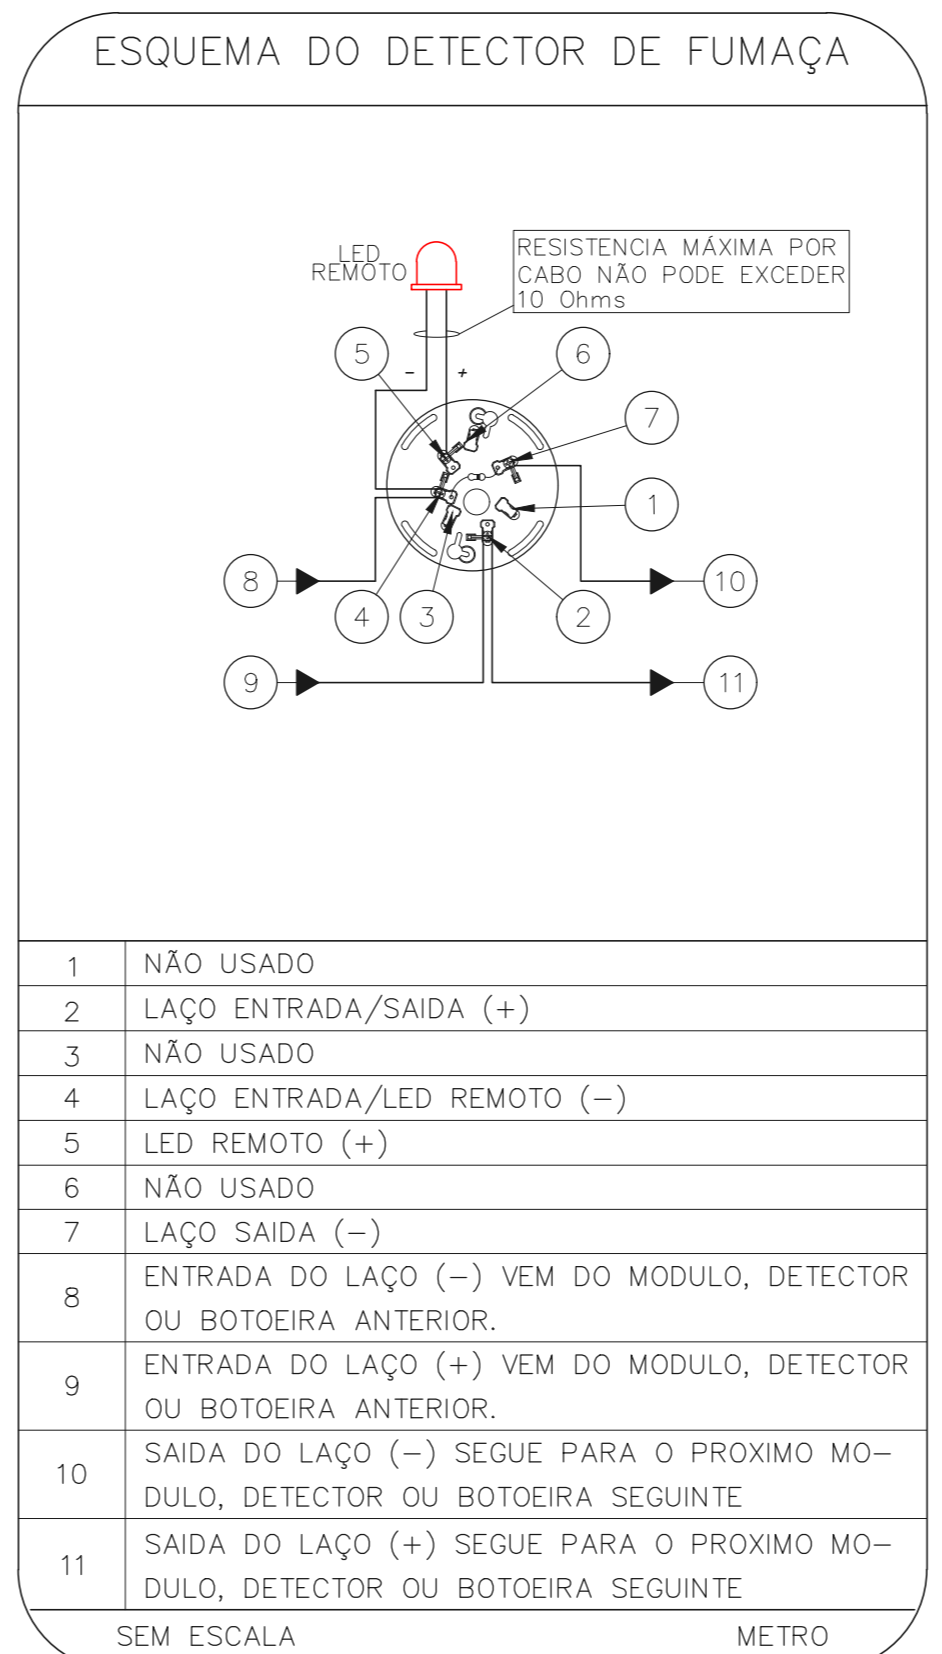 ESQUEMA DO DETECTOR DE FUMAÇA
LED
REMOTO
RESISTENCIA MÁXIMA POR
CABO NÃO PODE EXCEDER
10 Ohms
5
6
- +
7
1
8
10
4
3
2
9
11
1 NÃO USADO
2 LAÇO ENTRADA/SAIDA (+)
3 NÃO USADO
4 LAÇO ENTRADA/LED REMOTO (-)
5 LED REMOTO (+)
6 NÃO USADO
7 LAÇO SAIDA (-)
8 ENTRADA DO LAÇO (-) VEM DO MODULO, DETECTOR
OU BOTOEIRA ANTERIOR.
9 ENTRADA DO LAÇO (+) VEM DO MODULO, DETECTOR
OU BOTOEIRA ANTERIOR.
10 SAIDA DO LAÇO (-) SEGUE PARA O PROXIMO MO-
DULO, DETECTOR OU BOTOEIRA SEGUINTE
11 SAIDA DO LAÇO (+) SEGUE PARA O PROXIMO MO-
DULO, DETECTOR OU BOTOEIRA SEGUINTE
SEM ESCALA METRO